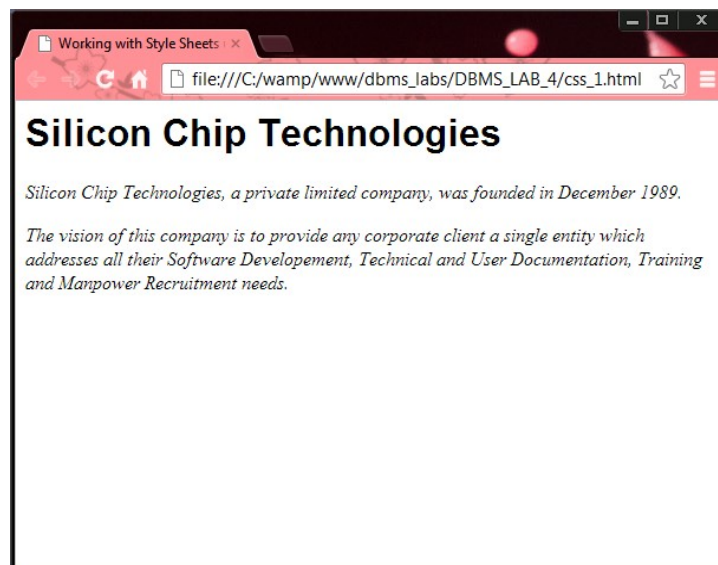 Working with Style Sheets
file:///C:/wamp/www/dbms_labs/DBMS_LAB_4/css_1.html
Silicon Chip Technologies
Silicon Chip Technologies, a private limited company, was founded in December 1989.
The vision of this company is to provide any corporate client a single entity which
addresses all their Software Developement, Technical and User Documentation, Training
and Manpower Recruitment needs.